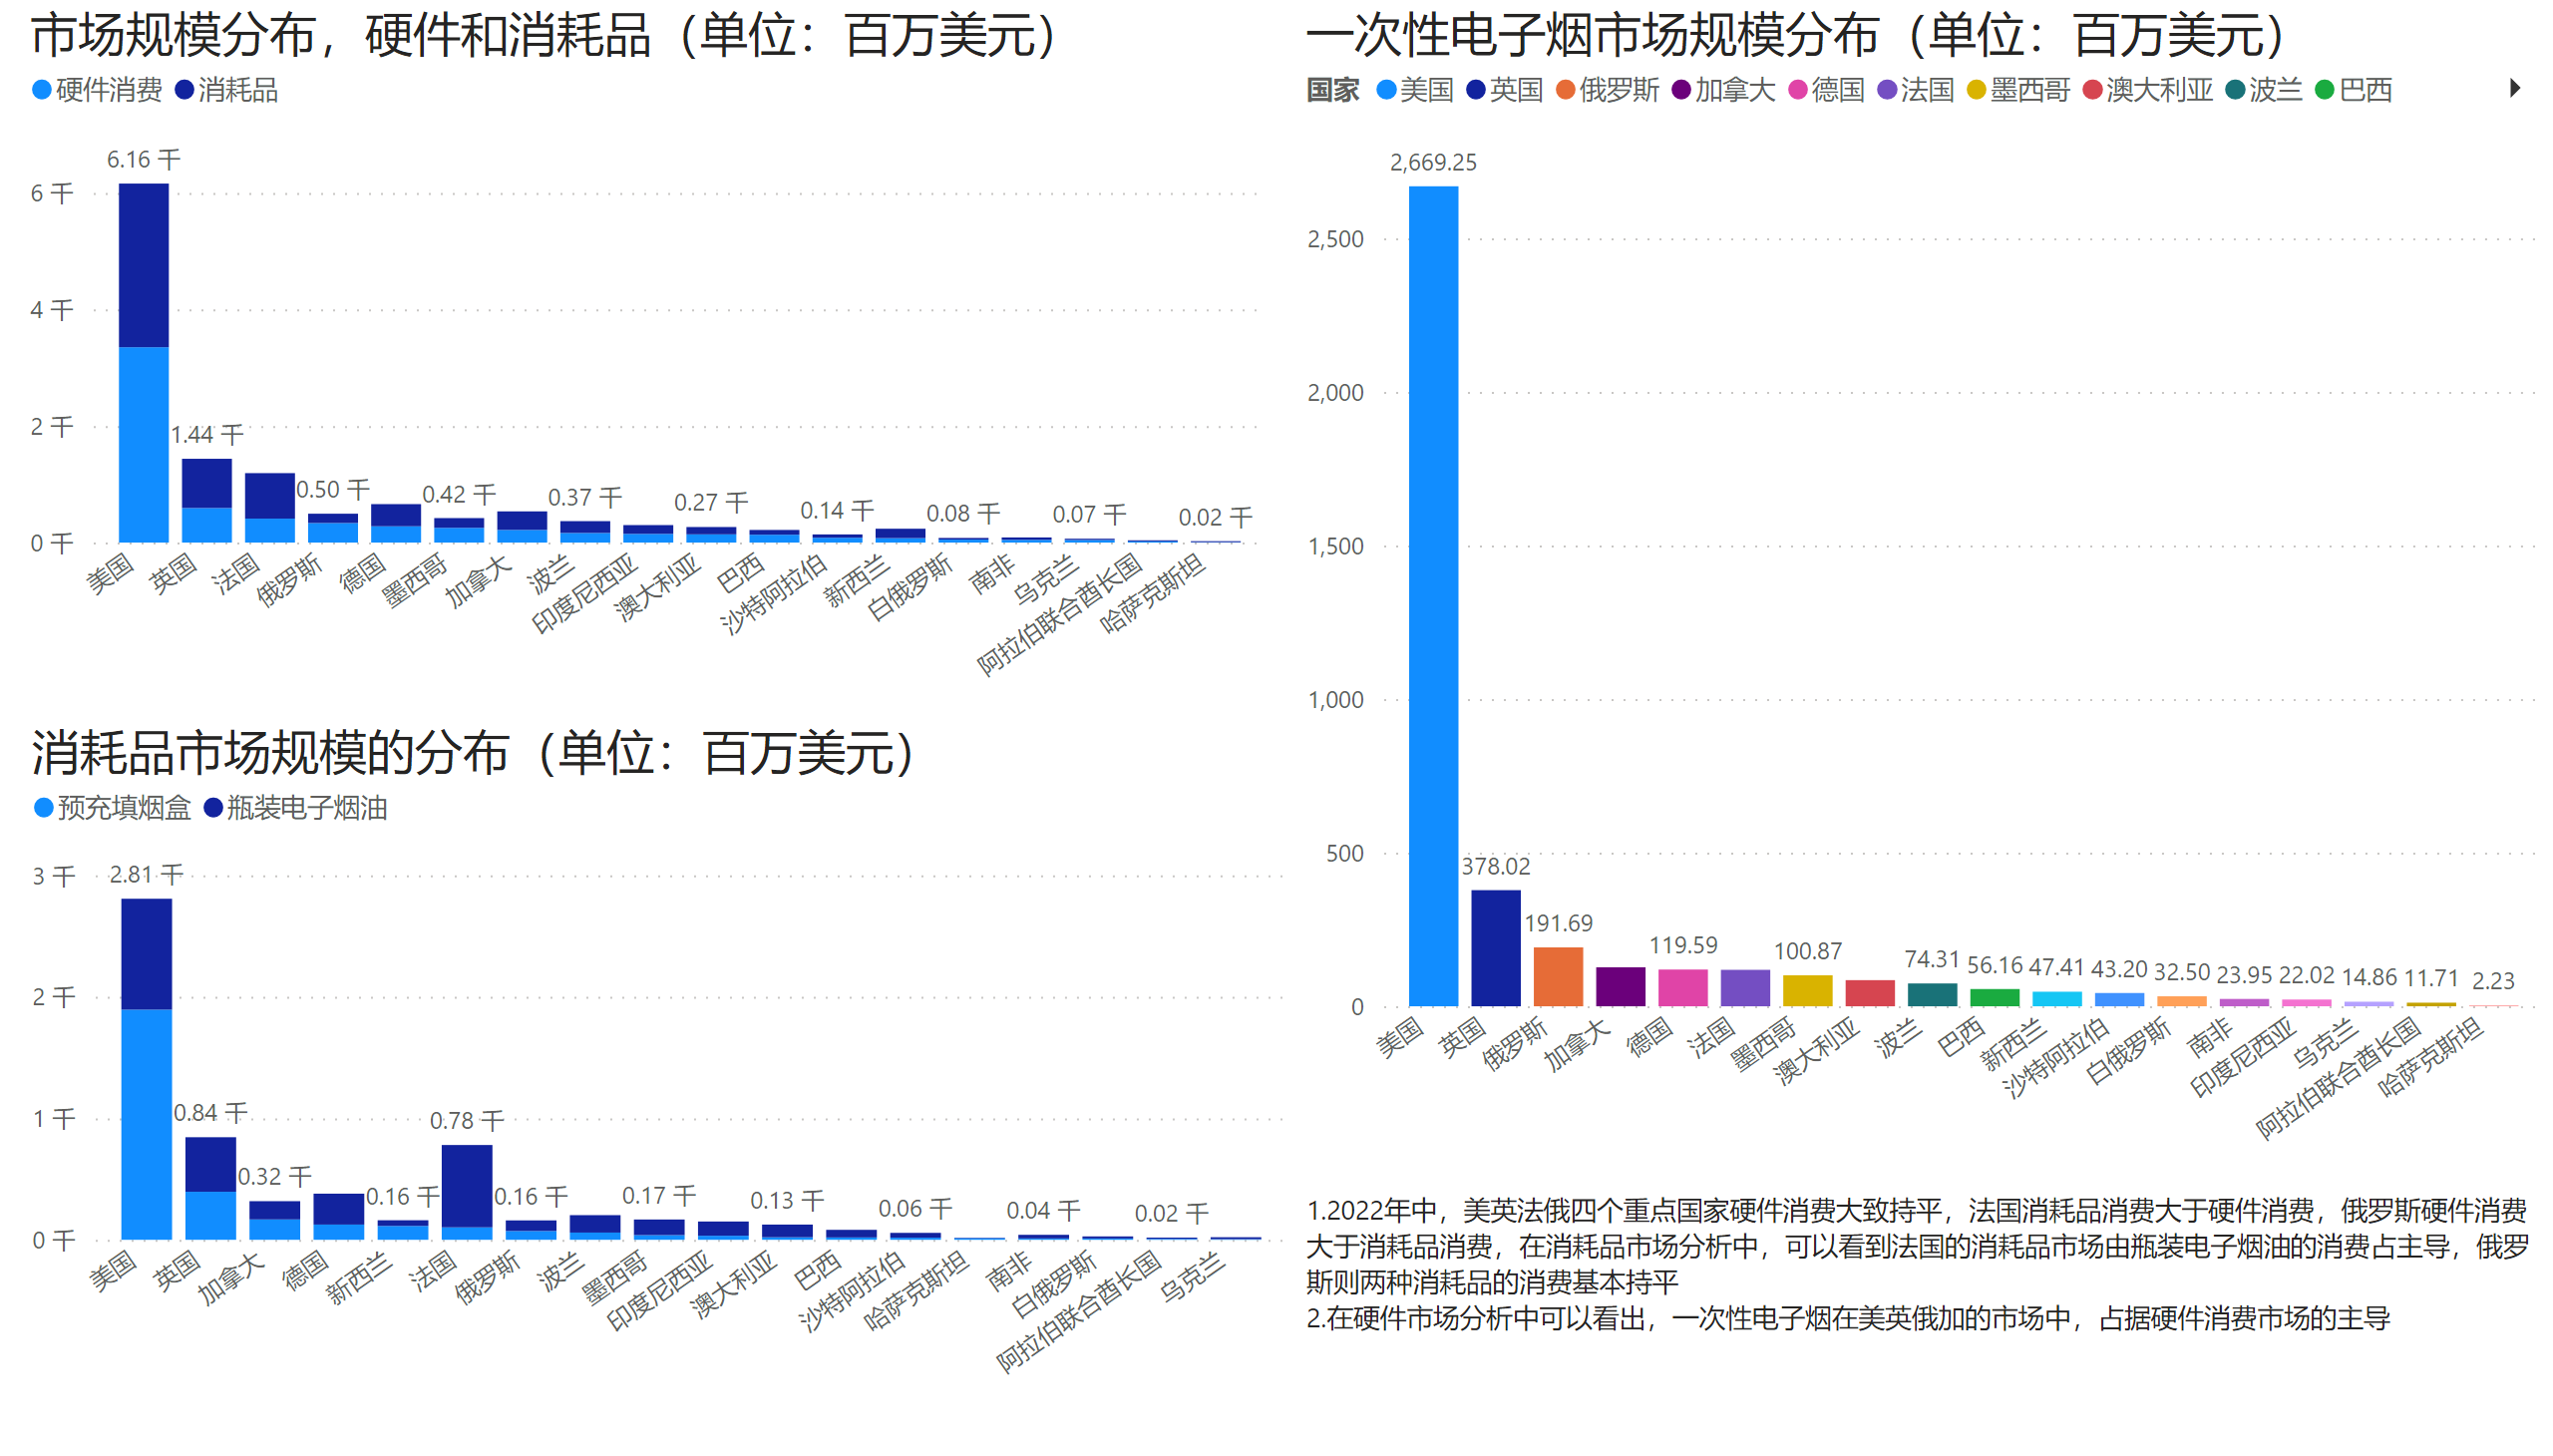 市场规模分布，硬件和消耗品（单位：百万美元）
硬件消费 消耗品
6.16 千
6 千
4 千
2 千
0 千
1.44 千
0.50 千
0.42 千
0.37 千
0.27 千
0.14 千
0.08 千
0.07 千
0.02 千
美国
英国
法国
俄罗斯
德国
墨西哥
加拿大
波兰
印度尼西亚
澳大利亚
巴西
沙特阿拉伯
新西兰
白俄罗斯
南非
乌克兰
阿拉伯联合酋长国
哈萨克斯坦
消耗品市场规模的分布（单位：百万美元）
预充填烟盒 瓶装电子烟油
3 千
2 千
1 千
0 千
2.81 千
0.84 千
0.32 千
0.16 千
0.78 千
0.16 千
0.17 千
0.13 千
0.06 千
0.04 千
0.02 千
美国
英国
加拿大
德国
新西兰
法国
俄罗斯
波兰
墨西哥
印度尼西亚
澳大利亚
巴西
沙特阿拉伯
哈萨克斯坦
南非
白俄罗斯
阿拉伯联合酋长国
乌克兰
一次性电子烟市场规模分布（单位：百万美元）
国家 美国 英国 俄罗斯 加拿大 德国 法国 墨西哥 澳大利亚 波兰 巴西
2,500
2,000
1,500
1,000
500
0
2,669.25
378.02
191.69
119.59
100.87
74.31
56.16
47.41
43.20
32.50
23.95
22.02
14.86
11.71
2.23
美国
英国
俄罗斯
加拿大
德国
法国
墨西哥
澳大利亚
波兰
巴西
新西兰
沙特阿拉伯
白俄罗斯
南非
印度尼西亚
乌克兰
阿拉伯联合酋长国
哈萨克斯坦
1.2022年中，美英法俄四个重点国家硬件消费大致持平，法国消耗品消费大于硬件消费，俄罗斯硬件消费
大于消耗品消费，在消耗品市场分析中，可以看到法国的消耗品市场由瓶装电子烟油的消费占主导，俄罗
斯则两种消耗品的消费基本持平
2.在硬件市场分析中可以看出，一次性电子烟在美英俄加的市场中，占据硬件消费市场的主导